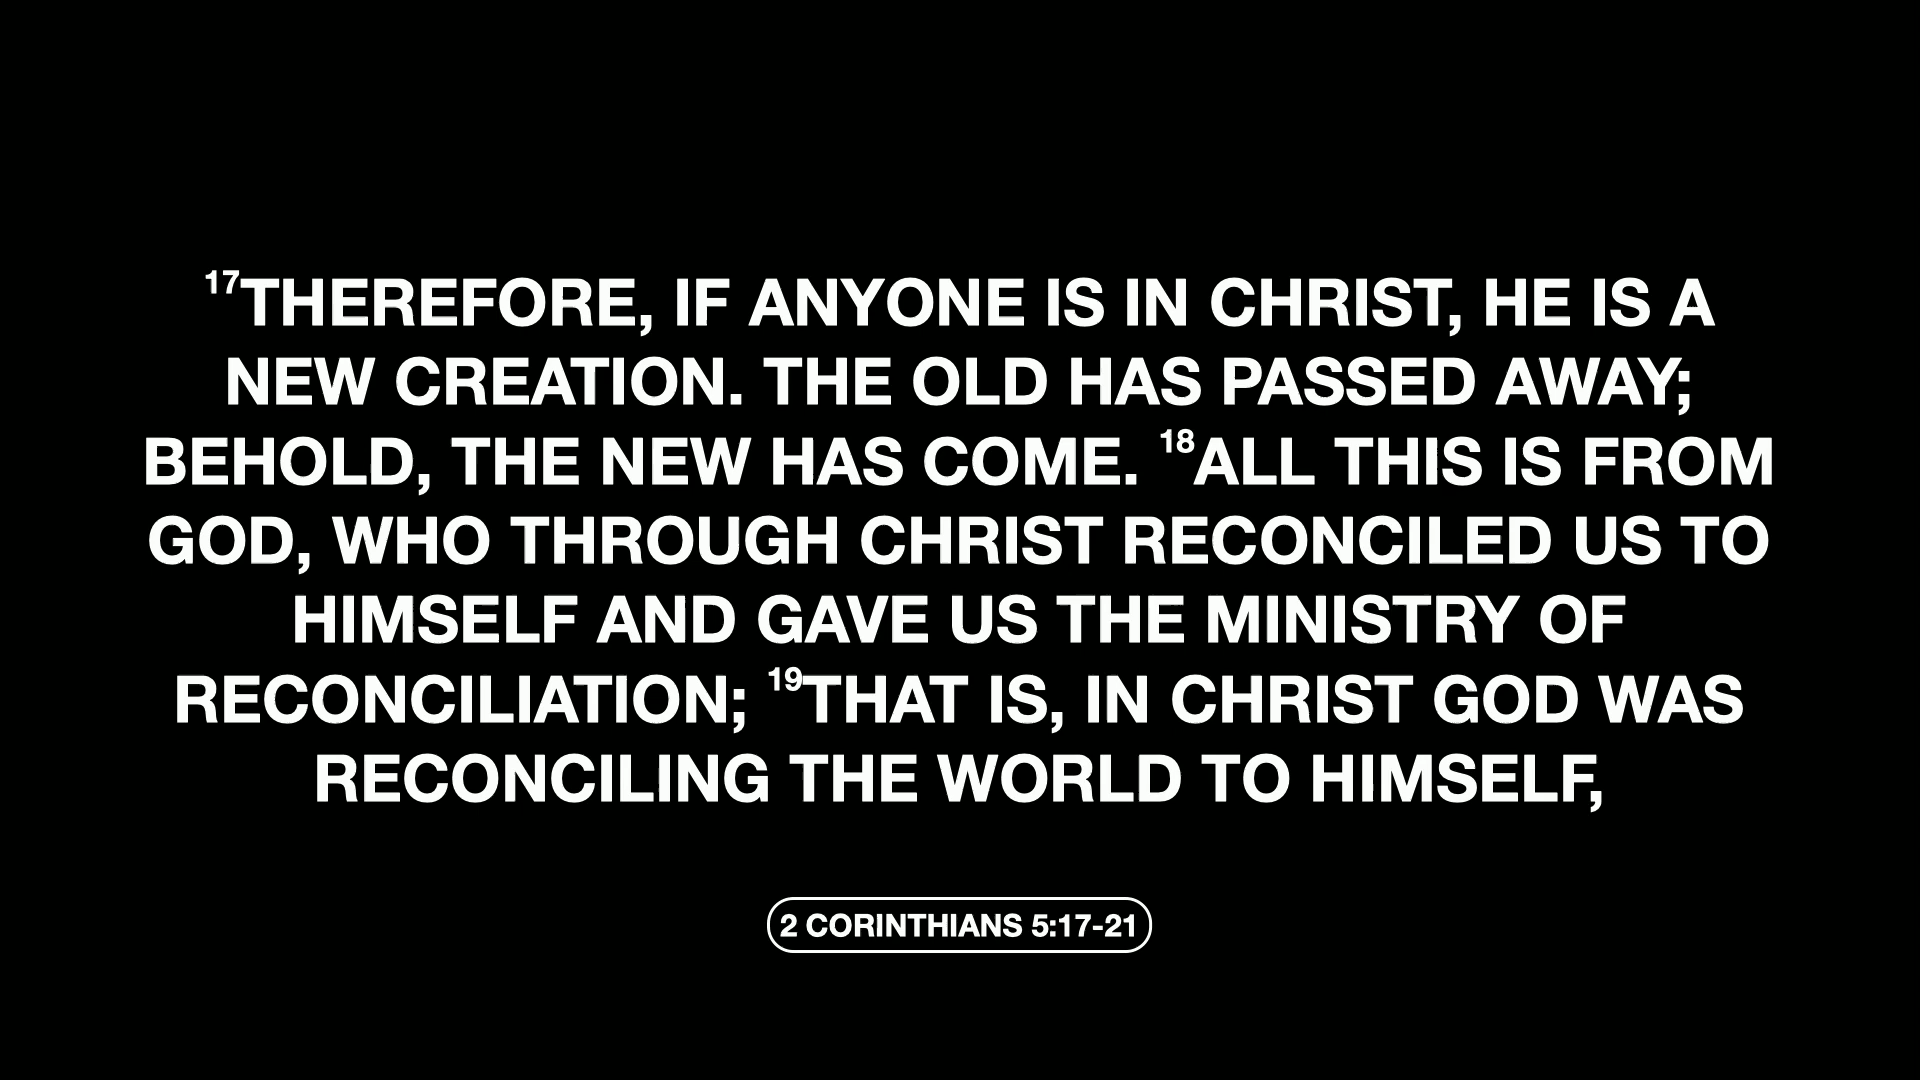 17THEREFORE, IF ANYONE IS IN CHRIST, HE IS A
NEW CREATION. THE OLD HAS PASSED AWAY;
BEHOLD, THE NEW HAS COME. 18ALL THIS IS FROM
GOD, WHO THROUGH CHRIST RECONCILED US TO
HIMSELF AND GAVE US THE MINISTRY OF
RECONCILIATION; 19THAT IS, IN CHRIST GOD WAS
RECONCILING THE WORLD TO HIMSELF,
2 CORINTHIANS 5:17-21